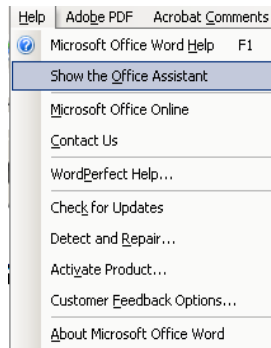 Help Adobe PDF Acrobat Comments
Microsoft Office Word Help F1
Show the Office Assistant
Microsoft Office Online
Contact Us
WordPerfect Help...
Check for Updates
Detect and Repair...
Activate Product...
Customer Feedback Options...
About Microsoft Office Word